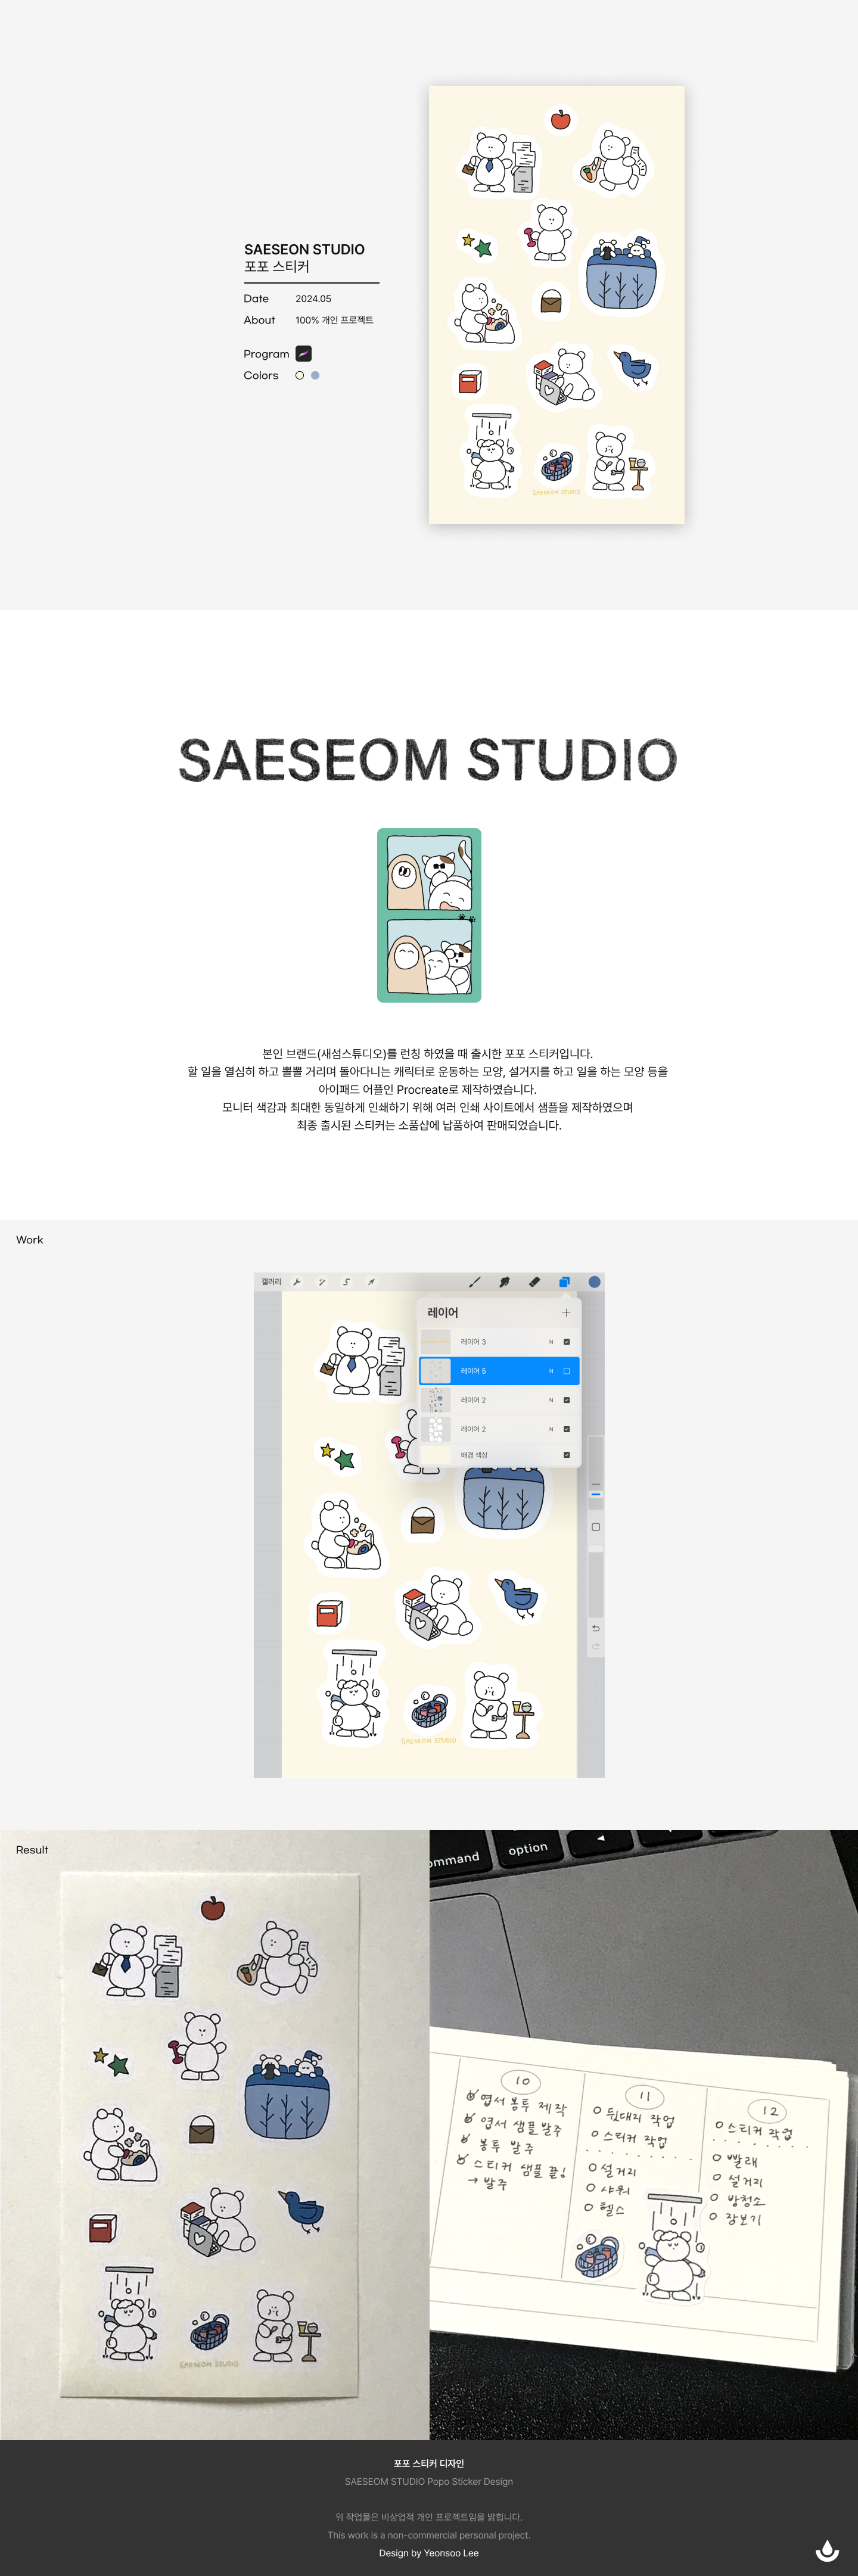 SAESEON STUDIO
포포 스티커
Date 2024.05
About 100% 개인 프로젝트
Program
Colors
SAESEOM STUDIO
SAESEOM STUDIO
본인 브랜드(새섬스튜디오)를 런칭 하였을 때 출시한 포포 스티커입니다.
할 일을 열심히 하고 뽈뽈 거리며 돌아다니는 캐릭터로 운동하는 모양, 설거지를 하고 일을 하는 모양 등을
아이패드 어플인 Procreate로 제작하였습니다.
모니터 색감과 최대한 동일하게 인쇄하기 위해 여러 인쇄 사이트에서 샘플을 제작하였으며
최종 출시된 스티커는 소품샵에 납품하여 판매되었습니다.
Work
갤러리
레이어
레이어 3 N
레이어 5 N
레이어 2 N
레이어 2 N
배경 색상
SAESEOM STUDIO
Result
SAESEOM STUDIO
ommand
option
10
엽서봉투 제작
엽서 샘플발주
봉투 발주
스티커 샘플 끝!
→ 발주
11
뒷대지 작업
스티커 작업
설거지
샤워
헬스
12
스티커 작업
빨래
설거지
방청소
장보기
포포 스티커 디자인
SAESEOM STUDIO Popo Sticker Design
위 작업물은 비상업적 개인 프로젝트임을 밝힙니다.
This work is a non-commercial personal project.
Design by Yeonsoo Lee